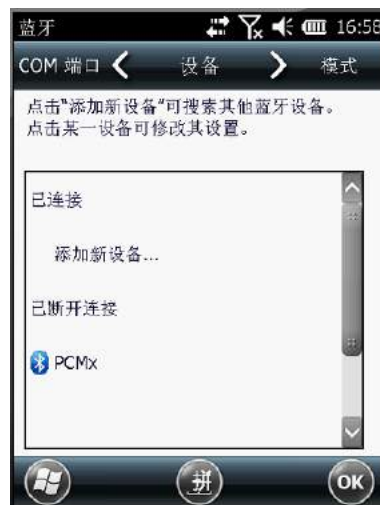 蓝牙 16:58
COM 端口 设备 模式
点击"添加新设备"可搜索其他蓝牙设备。
点击某一设备可修改其设置。
已连接
添加新设备...
已断开连接
PCMx
拼 OK